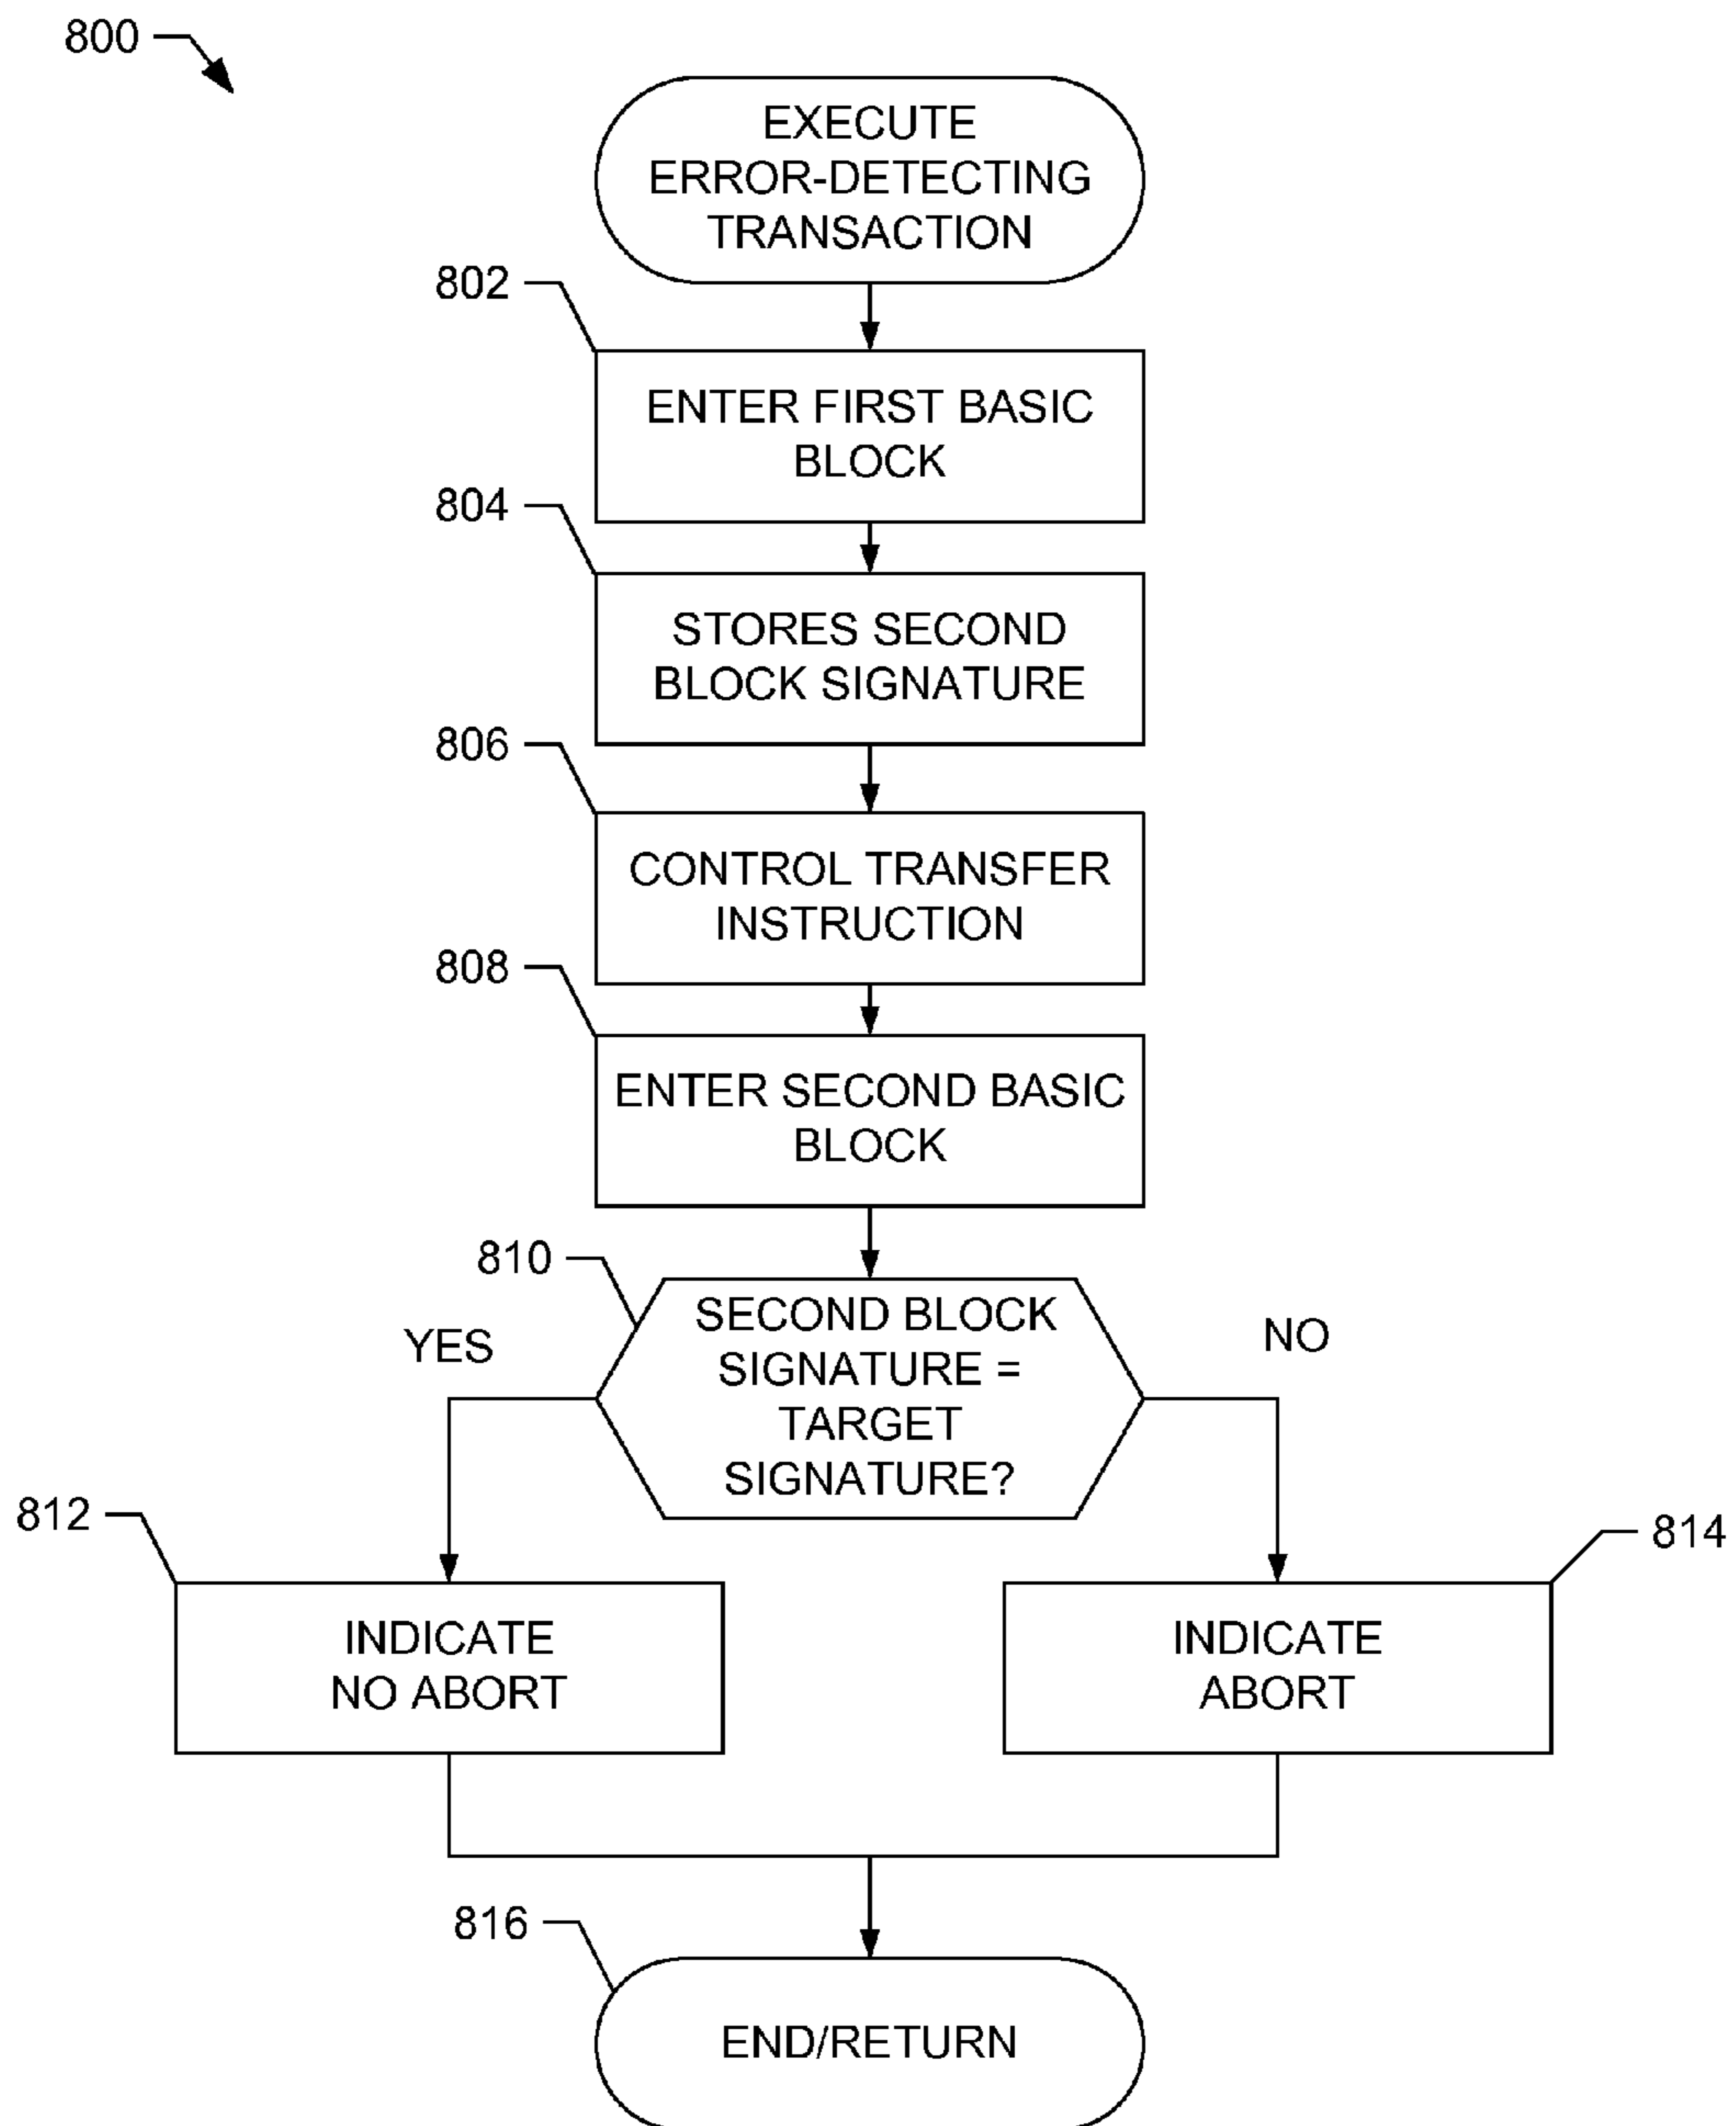 800
EXECUTE
ERROR-DETECTING
TRANSACTION
802
ENTER FIRST BASIC
BLOCK
804
STORES SECOND
BLOCK SIGNATURE
806
CONTROL TRANSFER
INSTRUCTION
808
ENTER SECOND BASIC
BLOCK
810
SECOND BLOCK
SIGNATURE =
TARGET
SIGNATURE?
YES
NO
812
INDICATE
NO ABORT
814
INDICATE
ABORT
816
END/RETURN